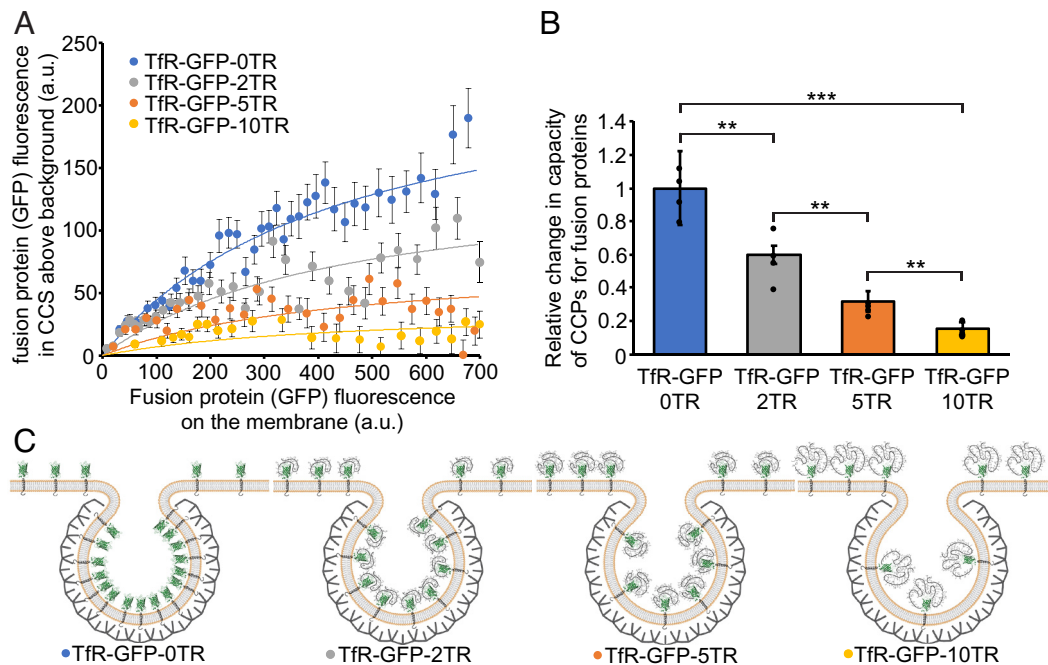 A
fusion protein (GFP) fluorescence
in CCS above background (a.u.)
250
200
150
100
50
0
TfR-GFP-0TR
TfR-GFP-2TR
TfR-GFP-5TR
TfR-GFP-10TR
0 100 200 300 400 500 600 700
Fusion protein (GFP) fluorescence
on the membrane (a.u.)
B
Relative change in capacity
of CCPs for fusion proteins
***
**
**
**
1.4
1.2
1
0.8
0.6
0.4
0.2
0
TfR-GFP TfR-GFP TfR-GFP TfR-GFP
0TR 2TR 5TR 10TR
C
TfR-GFP-0TR TfR-GFP-2TR TfR-GFP-5TR TfR-GFP-10TR